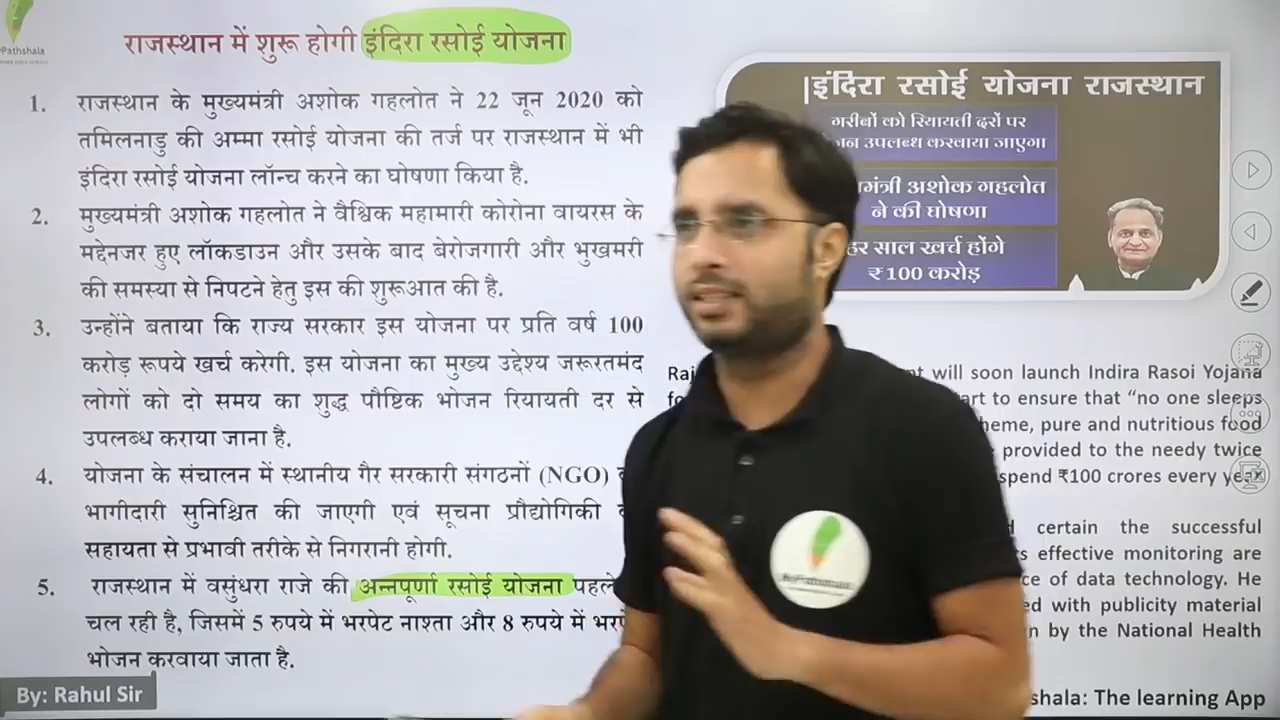 Pathshala
राजस्थान में शुरू होगी इंदिरा रसोई योजना
1. राजस्थान के मुख्यमंत्री अशोक गहलोत ने 22 जून 2020 को
तमिलनाडु की अम्मा रसोई योजना की तर्ज पर राजस्थान में भी
इंदिरा रसोई योजना लॉन्च करने का घोषणा किया है.
2. मुख्यमंत्री अशोक गहलोत ने वैश्विक महामारी कोरोना वायरस के
मद्देनजर हुए लॉकडाउन और उसके बाद बेरोजगारी और भुखमरी
की समस्या से निपटने हेतु इस की शुरूआत की है.
3. उन्होंने बताया कि राज्य सरकार इस योजना पर प्रति वर्ष 100
करोड़ रूपये खर्च करेगी. इस योजना का मुख्य उद्देश्य जरूरतमंद
लोगों को दो समय का शुद्ध पौष्टिक भोजन रियायती दर से
उपलब्ध कराया जाना है.
4. योजना के संचालन में स्थानीय गैर सरकारी संगठनों (NGO)
भागीदारी सुनिश्चित की जाएगी एवं सूचना प्रौद्योगिकी
सहायता से प्रभावी तरीके से निगरानी होगी.
5. राजस्थान में वसुंधरा राजे की अन्नपूर्णा रसोई योजना पहले
चल रही है, जिसमें 5 रुपये में भरपेट नाश्ता और 8 रुपये में
भोजन करवाया जाता है.
By: Rahul Sir
इंदिरा रसोई योजना राजस्थान
गरीबों को रियायती दरों पर
उपलब्ध करवाया जाएगा
अशोक गहलोत
ने की घोषणा
हर साल खर्च होंगे
₹100 करोड़
will soon launch Indira Rasoi Yojana
to ensure that “no one sleeps
pure and nutritious food
provided to the needy twice
spend ₹100 crores every year
certain the successful
effective monitoring are
of data technology. He
with publicity material
by the National Health
The learning App